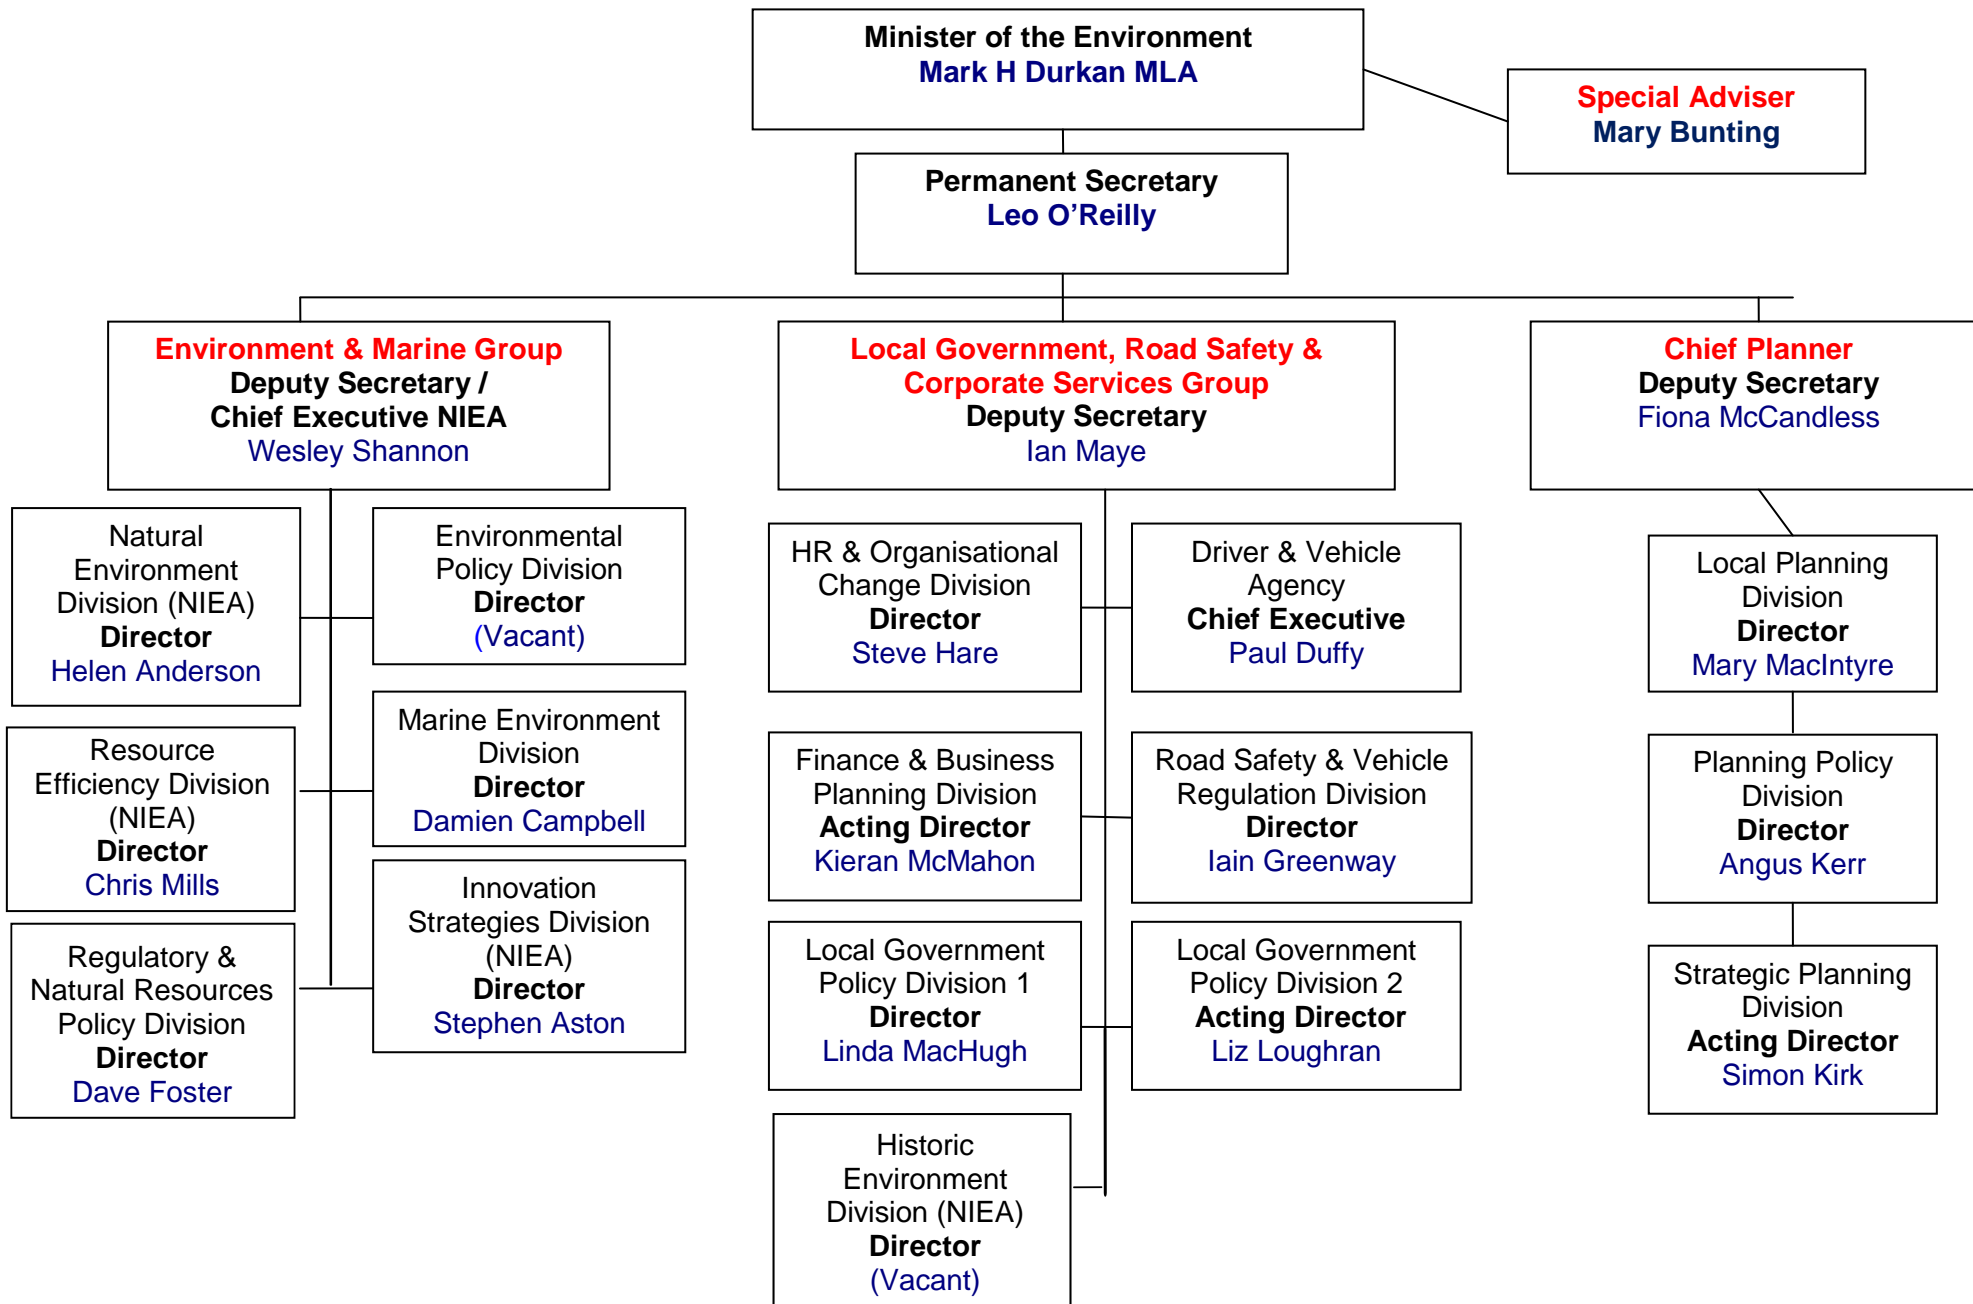 Minister of the Environment
Mark H Durkan MLA
Special Adviser
Mary Bunting
Permanent Secretary
Leo O’Reilly
Environment & Marine Group
Deputy Secretary /
Chief Executive NIEA
Wesley Shannon
Local Government, Road Safety &
Corporate Services Group
Deputy Secretary
Ian Maye
Chief Planner
Deputy Secretary
Fiona McCandless
Natural
Environment
Division (NIEA)
Director
Helen Anderson
Environmental
Policy Division
Director
(Vacant)
Resource
Efficiency Division
(NIEA)
Director
Chris Mills
Marine Environment
Division
Director
Damien Campbell
Regulatory &
Natural Resources
Policy Division
Director
Dave Foster
Innovation
Strategies Division
(NIEA)
Director
Stephen Aston
HR & Organisational
Change Division
Director
Steve Hare
Driver & Vehicle
Agency
Chief Executive
Paul Duffy
Finance & Business
Planning Division
Acting Director
Kieran McMahon
Road Safety & Vehicle
Regulation Division
Director
Iain Greenway
Local Government
Policy Division 1
Director
Linda MacHugh
Local Government
Policy Division 2
Acting Director
Liz Loughran
Historic
Environment
Division (NIEA)
Director
(Vacant)
Local Planning
Division
Director
Mary MacIntyre
Planning Policy
Division
Director
Angus Kerr
Strategic Planning
Division
Acting Director
Simon Kirk